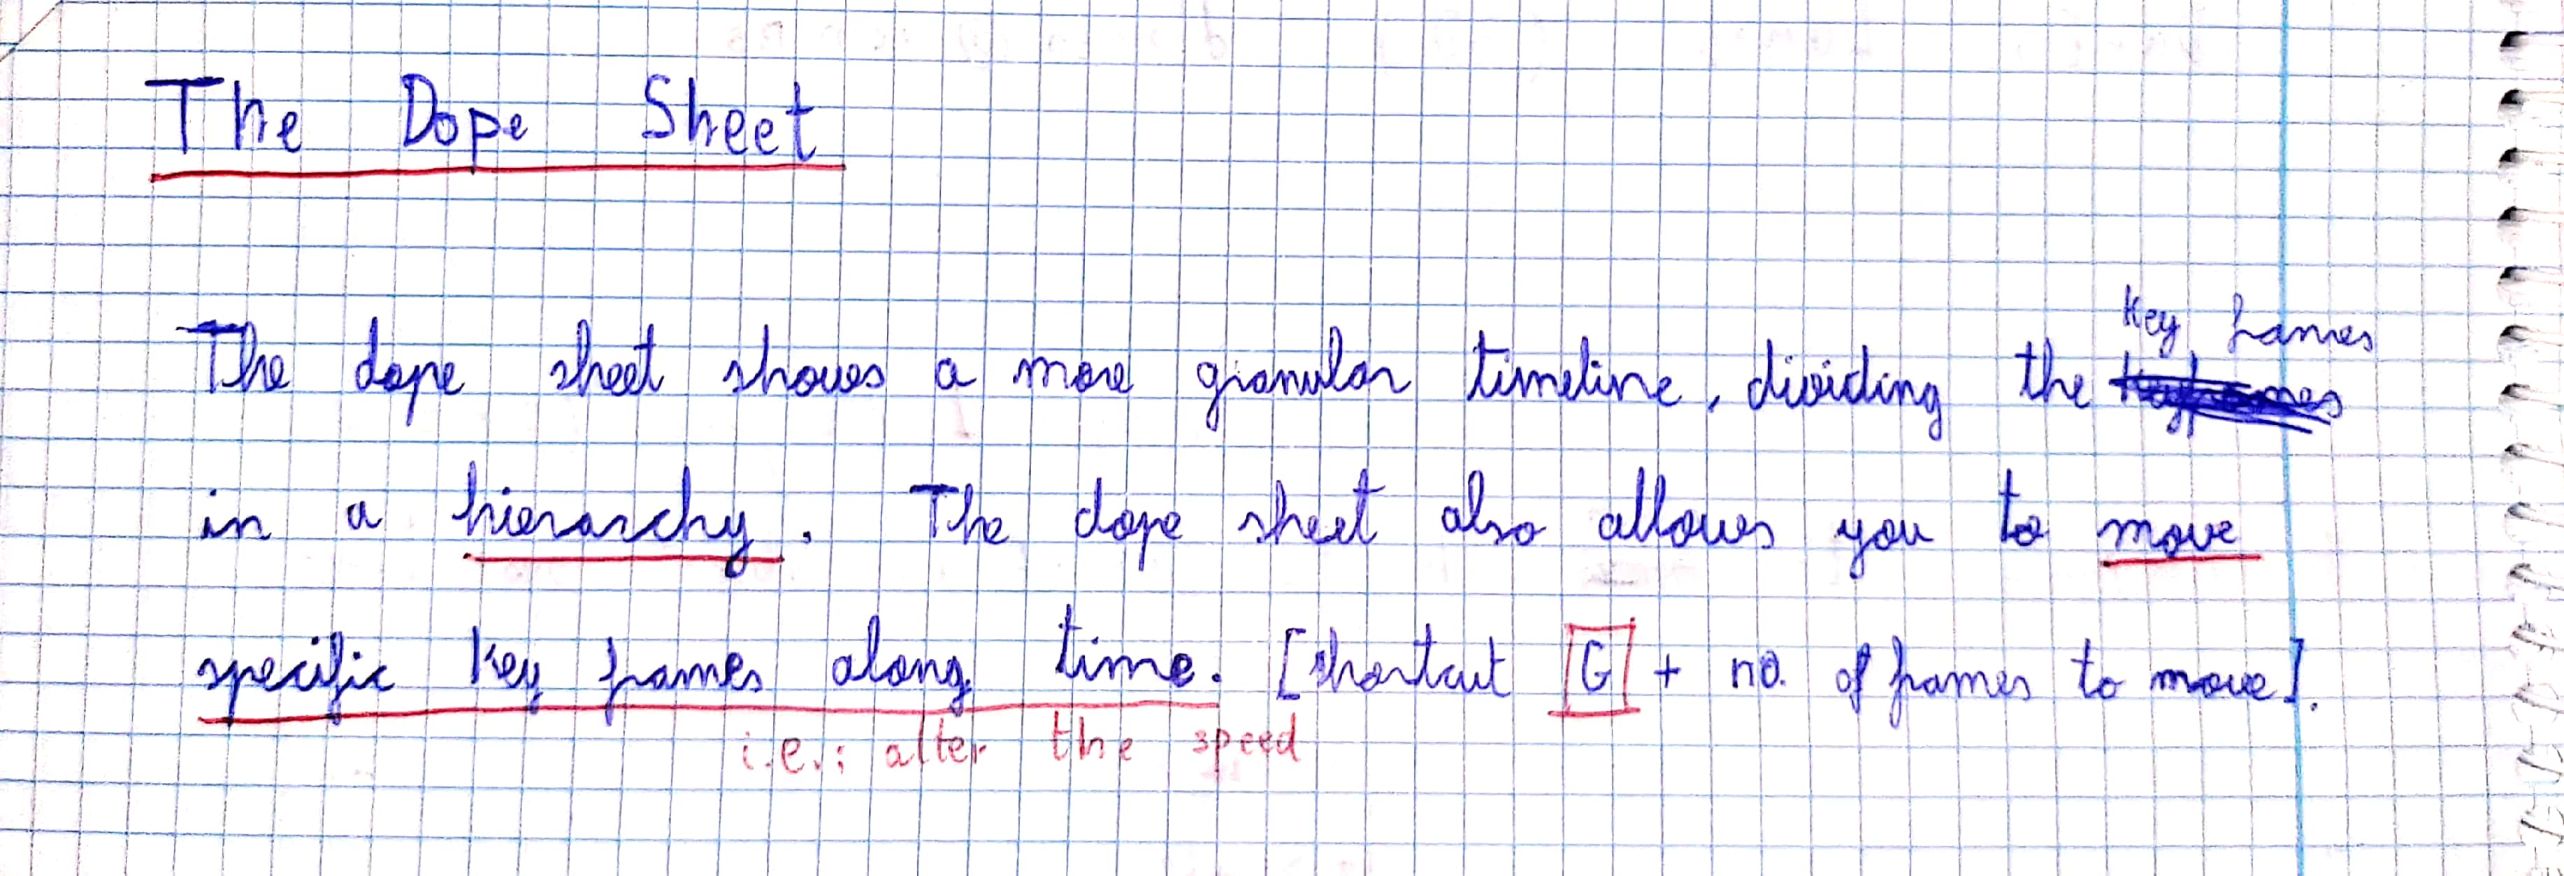 The Dope Sheet
The dope sheet shows a more granular timeline, dividing the key frames
in a hierarchy. The dope sheet also allows you to move
specific key frames along time. [shortcut G + no. of frames to move].
i.e.: alter the speed